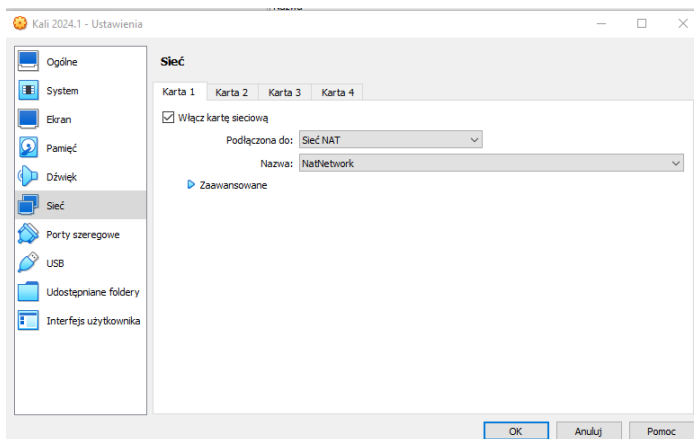 Kali 2024.1 - Ustawienia
Ogólne
System
Ekran
Pamięć
Dźwięk
Sieć
Porty szeregowe
USB
Udostępniane foldery
Interfejs użytkownika
Sieć
Karta 1 Karta 2 Karta 3 Karta 4
Włącz kartę sieciową
Podłączona do: Sieć NAT
Nazwa: NatNetwork
Zaawansowane
OK Anuluj Pomoc